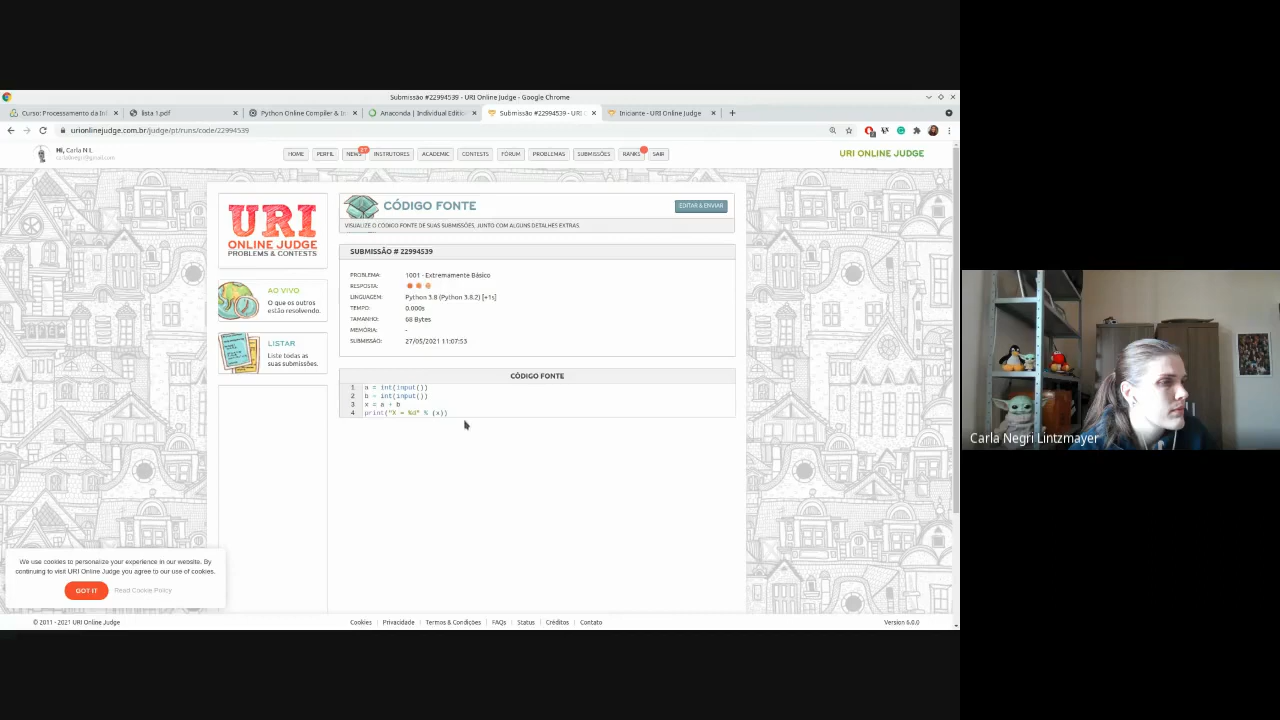 Submissão #22994539 - URI Online Judge - Google Chrome
Curso: Processamento da Inf
lista 1.pdf
Python Online Compiler & In
Anaconda | Individual Editio
Submissão #22994539 - URI
Iniciante - URI Online Judge
urionlinejudge.com.br/judge/pt/runs/code/22994539
Hi, Carla N L
HOME PERFIL NEWS INSTRUTORES ACADEMIC CONTESTS FÓRUM PROBLEMAS SUBMISSÕES RANKS SAIR
URI ONLINE JUDGE
URI
ONLINE JUDGE
PROBLEMS & CONTESTS
AO VIVO
O que os outros
estão resolvendo.
LISTAR
Liste todas as
suas submissões.
CÓDIGO FONTE
EDITAR & ENVIAR
VISUALIZE O CÓDIGO FONTE DE SUAS SUBMISSÕES, JUNTO COM ALGUNS DETALHES EXTRAS.
SUBMISSÃO # 22994539
PROBLEMA: 1001 - Extremamente Básico
RESPOSTA:
LINGUAGEM: Python 3.8 (Python 3.8.2) [+1s]
TEMPO: 0.000s
TAMANHO: 68 Bytes
MEMÓRIA: -
SUBMISSÃO: 27/05/2021 11:07:53
CÓDIGO FONTE
1 a = int(input())
2 b = int(input())
3 x = a + b
4 print("X = %d" % (x))
We use cookies to personalize your experience in our website. By
continuing to visit URI Online Judge you agree to our use of cookies.
GOT IT Read Cookie Policy
© 2011 - 2021 URI Online Judge
Cookies | Privacidade | Termos & Condições | FAQs | Status | Créditos | Contato
Version 6.0.0
Carla Negri Lintzmayer